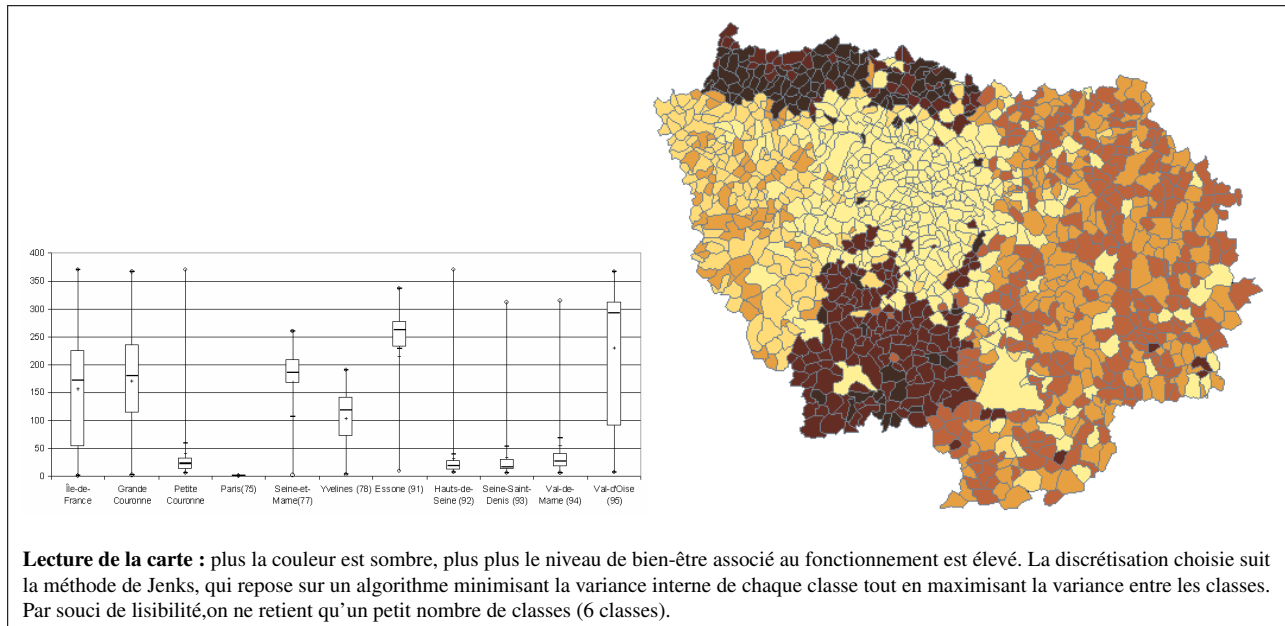 400
350
300
250
200
150
100
50
0
Île-de-France
Grande Couronne
Petite Couronne
Paris(75)
Seine-et-Marne(77)
Yvelines (78)
Essone (91)
Hauts-de-Seine (92)
Seine-Saint-Denis (93)
Val-de-Marne (94)
Val-d'Oise (95)
Lecture de la carte : plus la couleur est sombre, plus plus le niveau de bien-être associé au fonctionnement est élevé. La discrétisation choisie suit
la méthode de Jenks, qui repose sur un algorithme minimisant la variance interne de chaque classe tout en maximisant la variance entre les classes.
Par souci de lisibilité,on ne retient qu'un petit nombre de classes (6 classes).